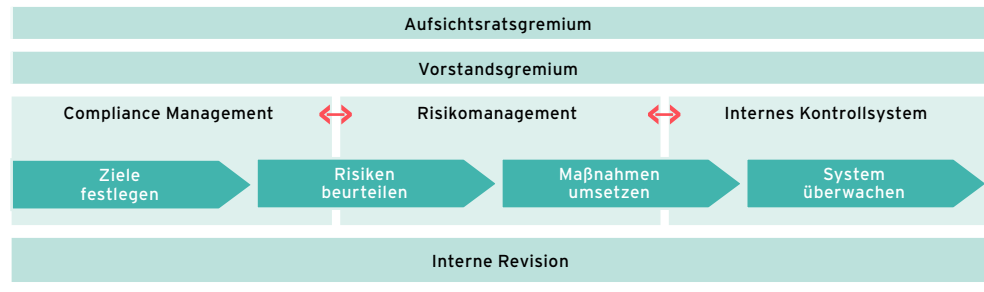 Aufsichtsratsgremium
Vorstandsgremium
Compliance Management
Risikomanagement
Internes Kontrollsystem
Ziele
festlegen
Risiken
beurteilen
Maßnahmen
umsetzen
System
überwachen
Interne Revision